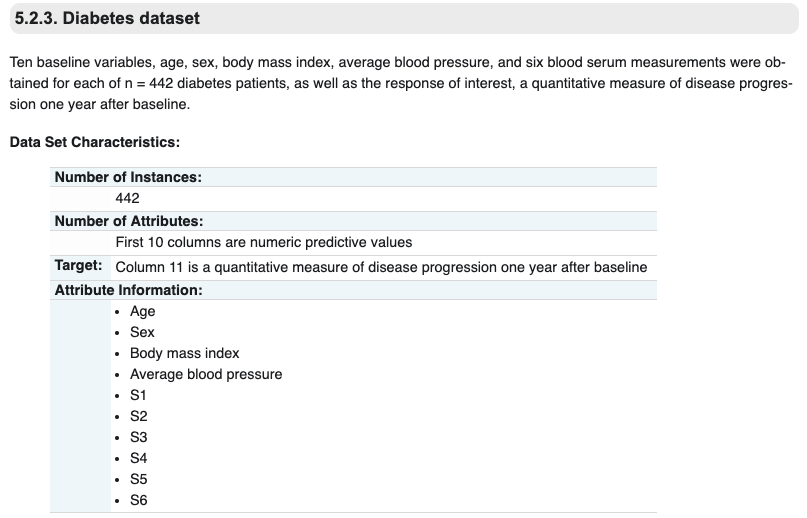 5.2.3. Diabetes dataset
Ten baseline variables, age, sex, body mass index, average blood pressure, and six blood serum measurements were ob-
tained for each of n = 442 diabetes patients, as well as the response of interest, a quantitative measure of disease progres-
sion one year after baseline.
Data Set Characteristics:
Number of Instances:
442
Number of Attributes:
First 10 columns are numeric predictive values
Target: Column 11 is a quantitative measure of disease progression one year after baseline
Attribute Information:
• Age
• Sex
• Body mass index
• Average blood pressure
• S1
• S2
• S3
• S4
• S5
• S6